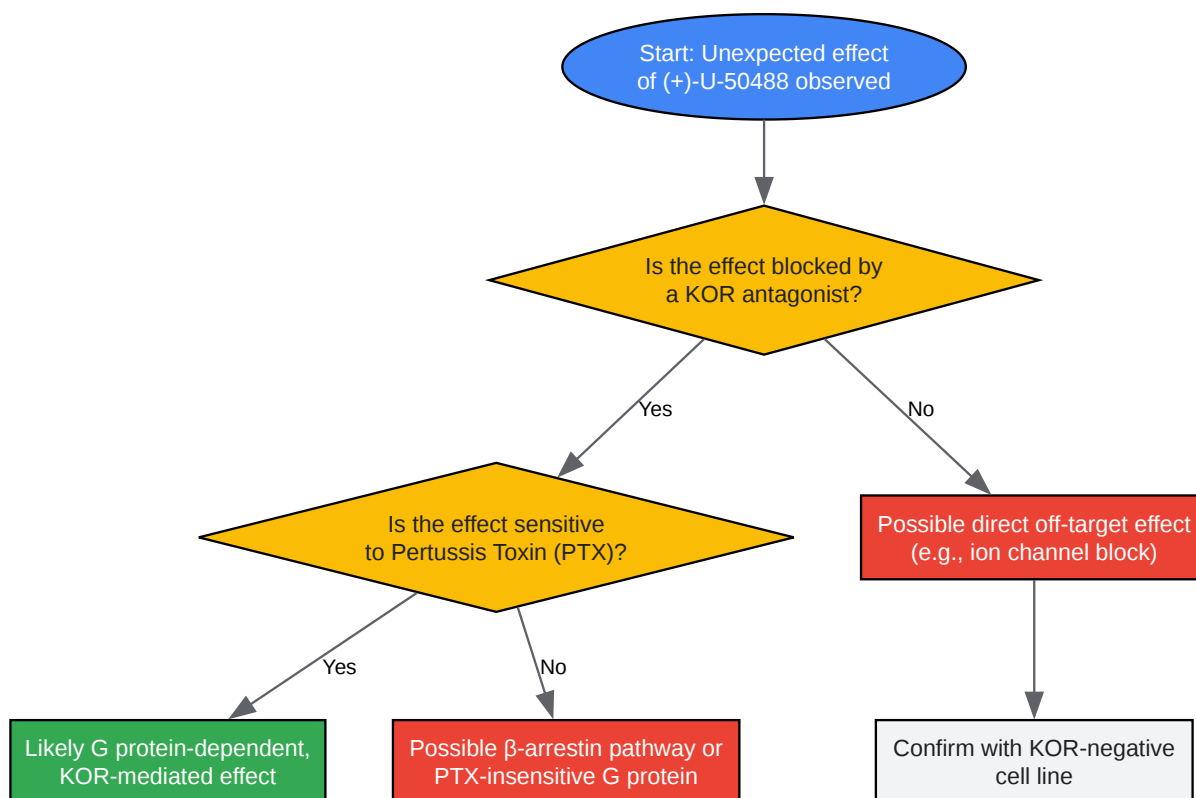 Start: Unexpected effect
of (+)-U-50488 observed
Is the effect blocked by
a KOR antagonist?
Yes
No
Is the effect sensitive
to Pertussis Toxin (PTX)?
Possible direct off-target effect
(e.g., ion channel block)
Yes
No
Likely G protein-dependent,
KOR-mediated effect
Possible β-arrestin pathway or
PTX-insensitive G protein
Confirm with KOR-negative
cell line